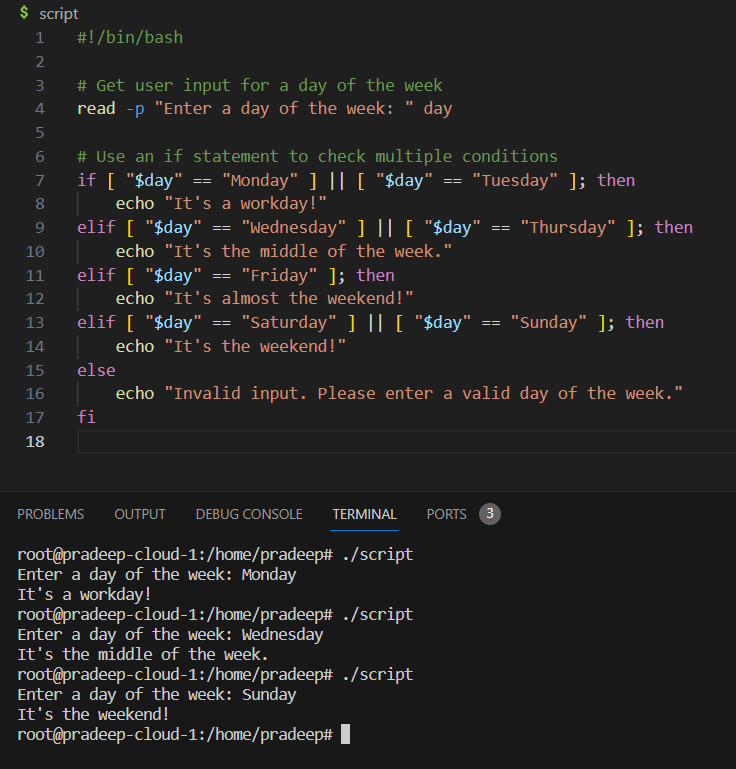 $ script
1 #!/bin/bash
2
3 # Get user input for a day of the week
4 read -p "Enter a day of the week: " day
5
6 # Use an if statement to check multiple conditions
7 if [ "$day" == "Monday" ] || [ "$day" == "Tuesday" ]; then
8     echo "It's a workday!"
9 elif [ "$day" == "Wednesday" ] || [ "$day" == "Thursday" ]; then
10     echo "It's the middle of the week."
11 elif [ "$day" == "Friday" ]; then
12     echo "It's almost the weekend!"
13 elif [ "$day" == "Saturday" ] || [ "$day" == "Sunday" ]; then
14     echo "It's the weekend!"
15 else
16     echo "Invalid input. Please enter a valid day of the week."
17 fi
18
PROBLEMS OUTPUT DEBUG CONSOLE TERMINAL PORTS 3
root@pradeep-cloud-1:/home/pradeep# ./script
Enter a day of the week: Monday
It's a workday!
root@pradeep-cloud-1:/home/pradeep# ./script
Enter a day of the week: Wednesday
It's the middle of the week.
root@pradeep-cloud-1:/home/pradeep# ./script
Enter a day of the week: Sunday
It's the weekend!
root@pradeep-cloud-1:/home/pradeep#